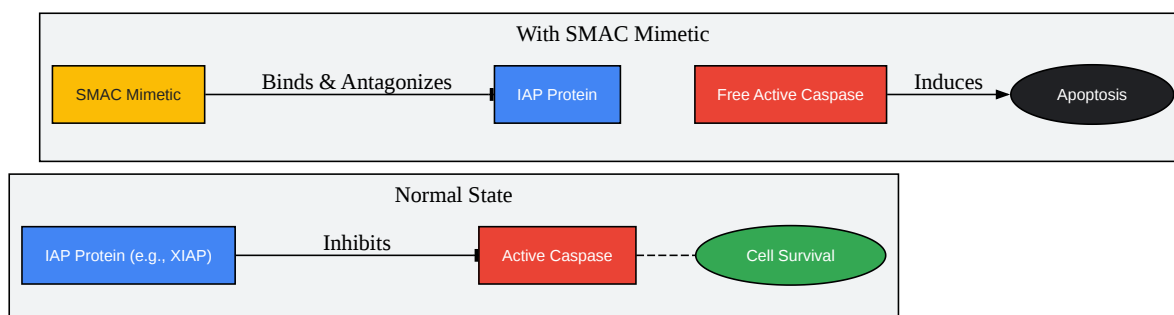 With SMAC Mimetic
SMAC Mimetic
Binds & Antagonizes
IAP Protein
Free Active Caspase
Induces
Apoptosis
Normal State
IAP Protein (e.g., XIAP)
Inhibits
Active Caspase
Cell Survival